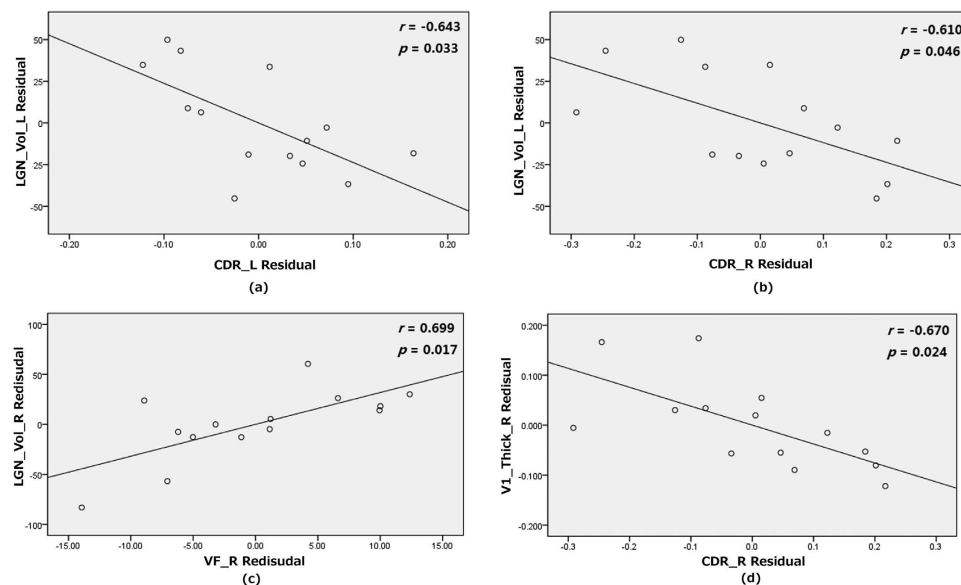 r = -0.643
p = 0.033
50
25
0
-25
-50
LGN_Vol_L Residual
-0.20
-0.10
0.00
0.10
0.20
CDR_L Residual
(a)
r = -0.610
p = 0.046
50
25
0
-25
-50
LGN_Vol_L Residual
-0.3
-0.2
-0.1
0.0
0.1
0.2
0.3
CDR_R Residual
(b)
r = 0.699
p = 0.017
100
50
0
-50
-100
LGN_Vol_R Redisudal
-15.00
-10.00
-5.00
0.00
5.00
10.00
15.00
VF_R Redisudal
(c)
r = -0.670
p = 0.024
0.200
0.100
0.000
-0.100
-0.200
V1_Thick_R Redisual
-0.3
-0.2
-0.1
0.0
0.1
0.2
0.3
CDR_R Residual
(d)